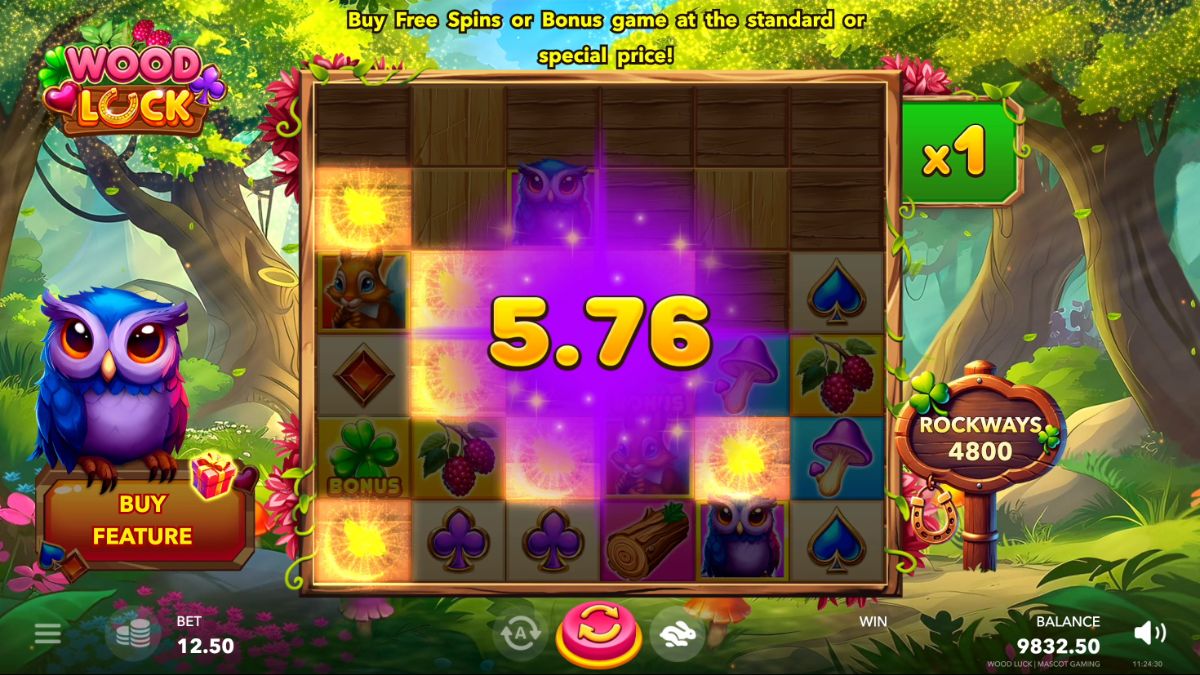 Buy Free Spins or Bonus game at the standard or
special price!
WOOD
LUCK
x1
5.76
BONUS
BONUS
ROCKWAYS
4800
BUY
FEATURE
BET
12.50
A
WIN
BALANCE
9832.50
WOOD LUCK | MASCOT GAMING
11:24:30